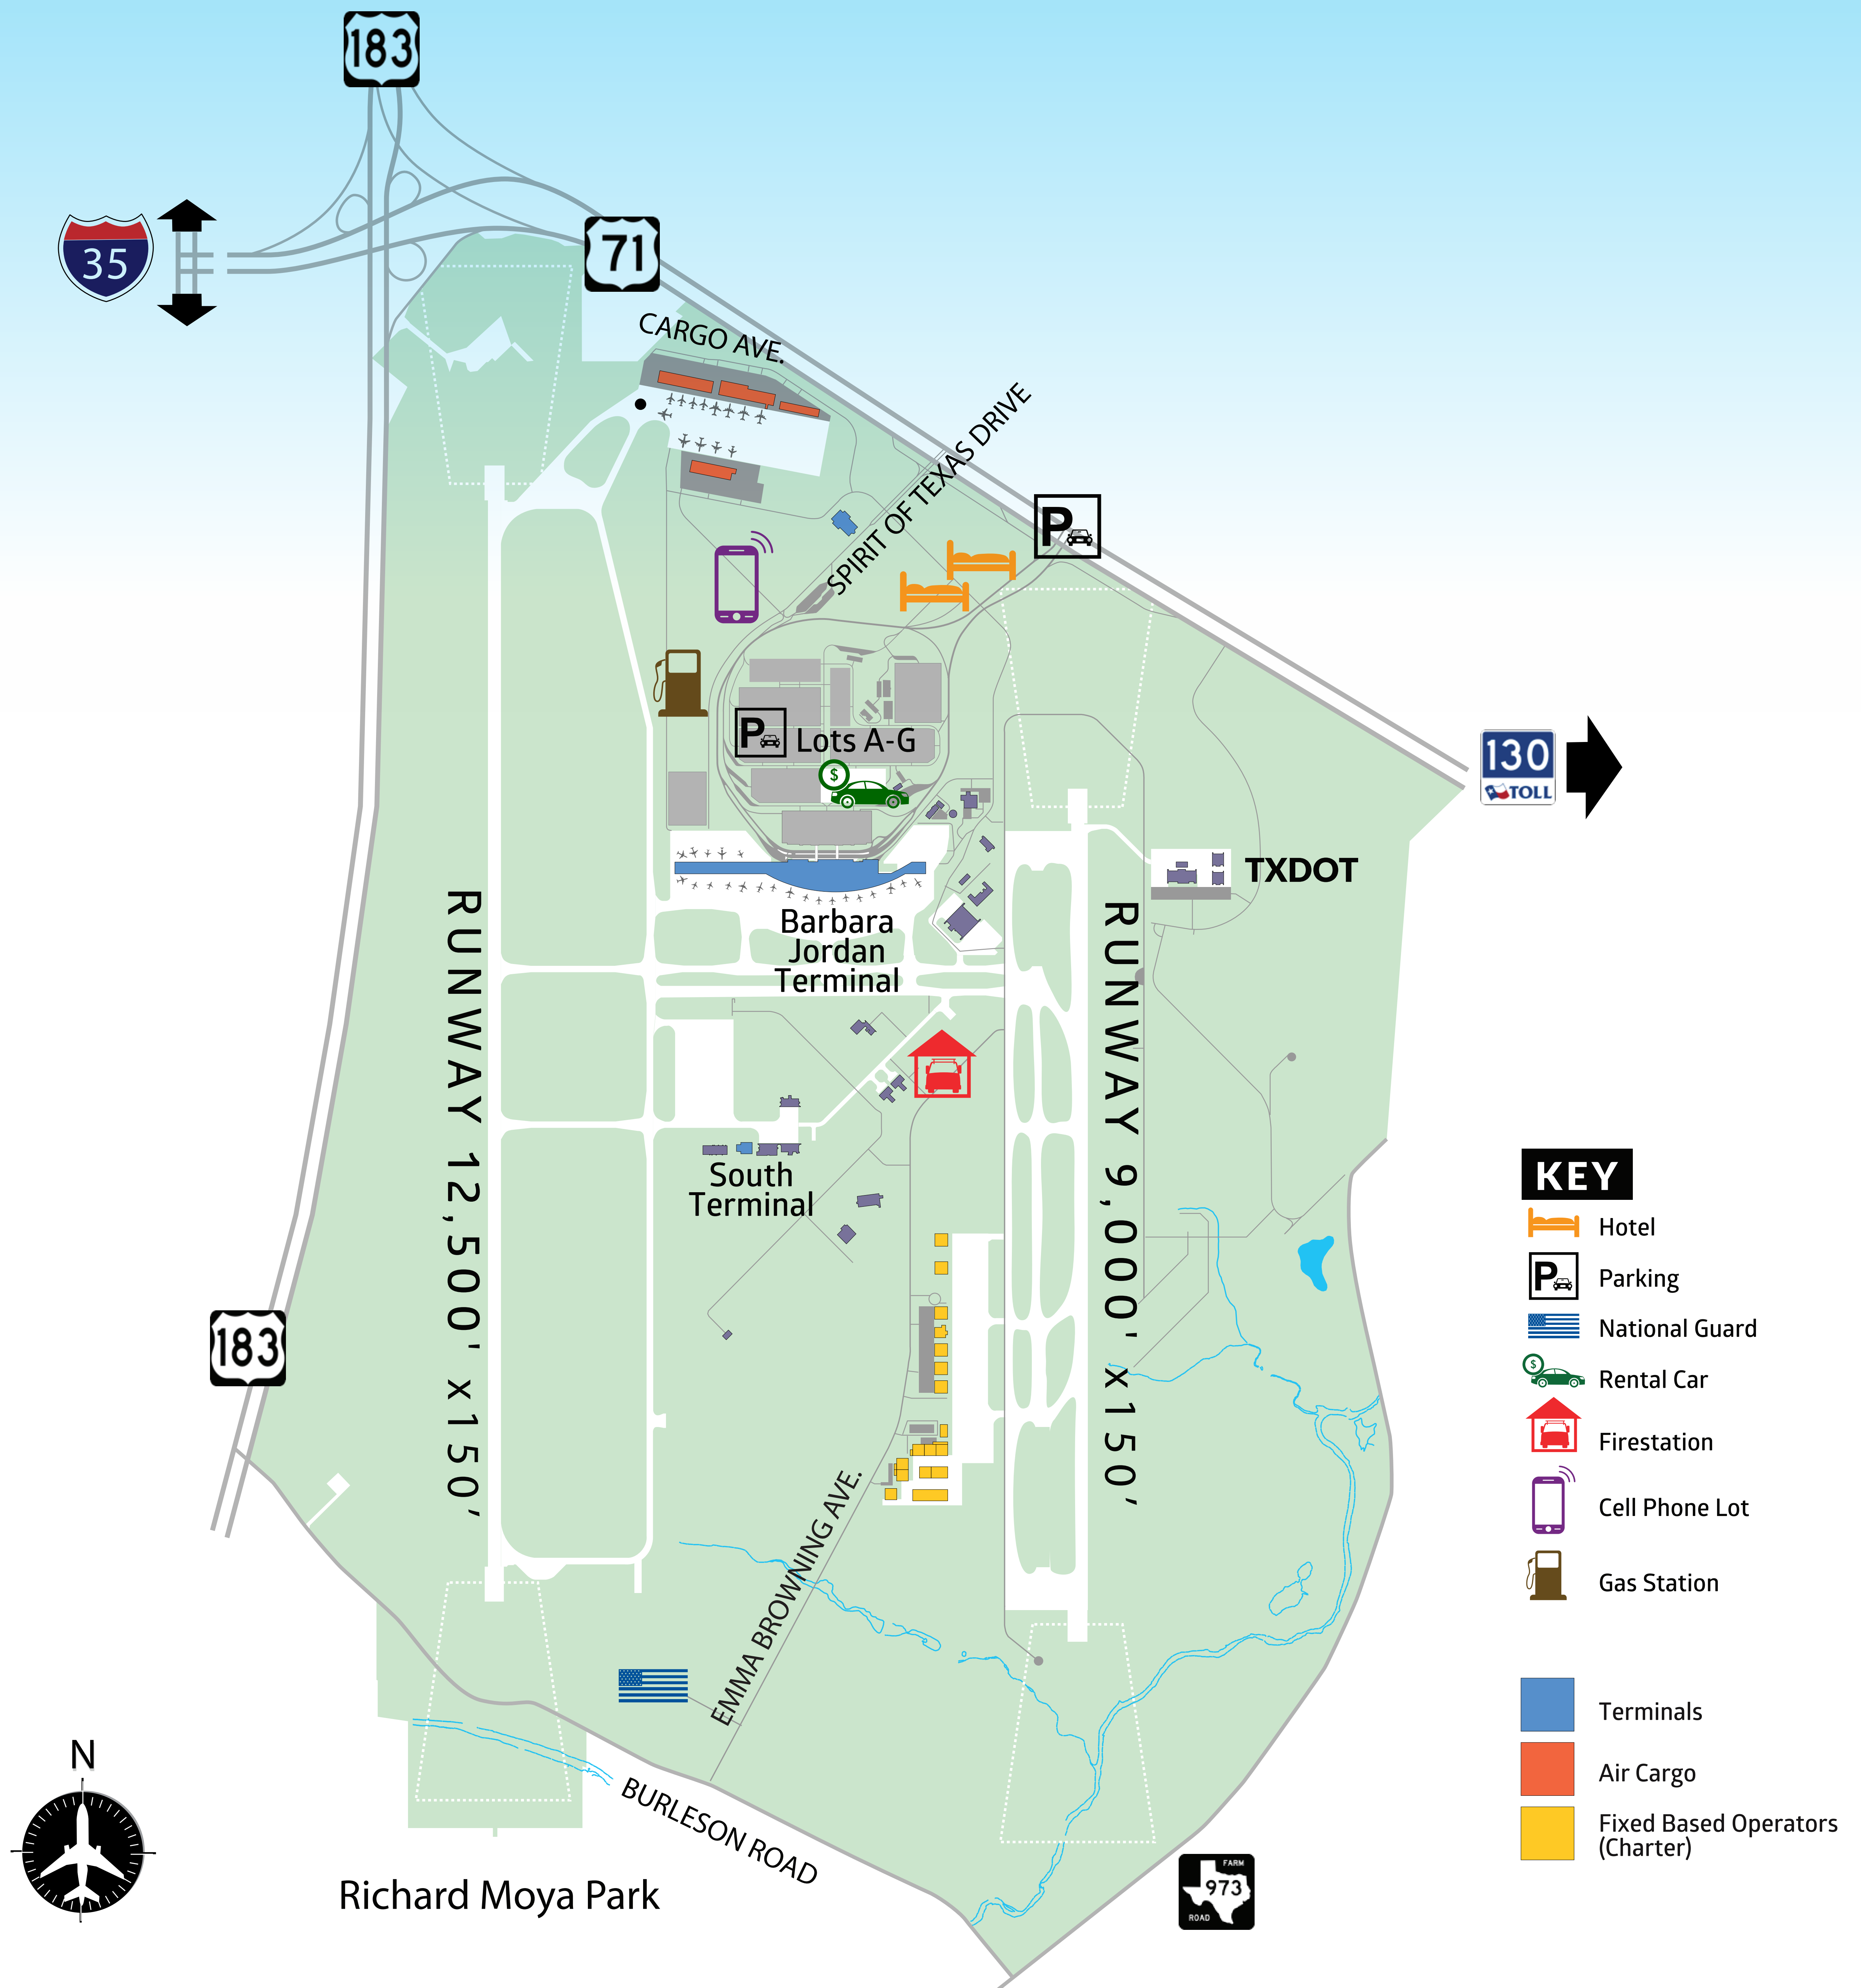 183
35
71
CARGO AVE.
SPIRIT OF TEXAS DRIVE
P
P
Lots A-G
$
130
TOLL
TXDOT
Barbara
Jordan
Terminal
RUNWAY 12,500' x150'
RUNWAY 9,000' x150'
South
Terminal
183
EMMA BROWNING AVE.
BURLESON ROAD
Richard Moya Park
N
FARM
973
ROAD
KEY
Hotel
P
Parking
National Guard
$
Rental Car
Firestation
Cell Phone Lot
Gas Station
Terminals
Air Cargo
Fixed Based Operators
(Charter)